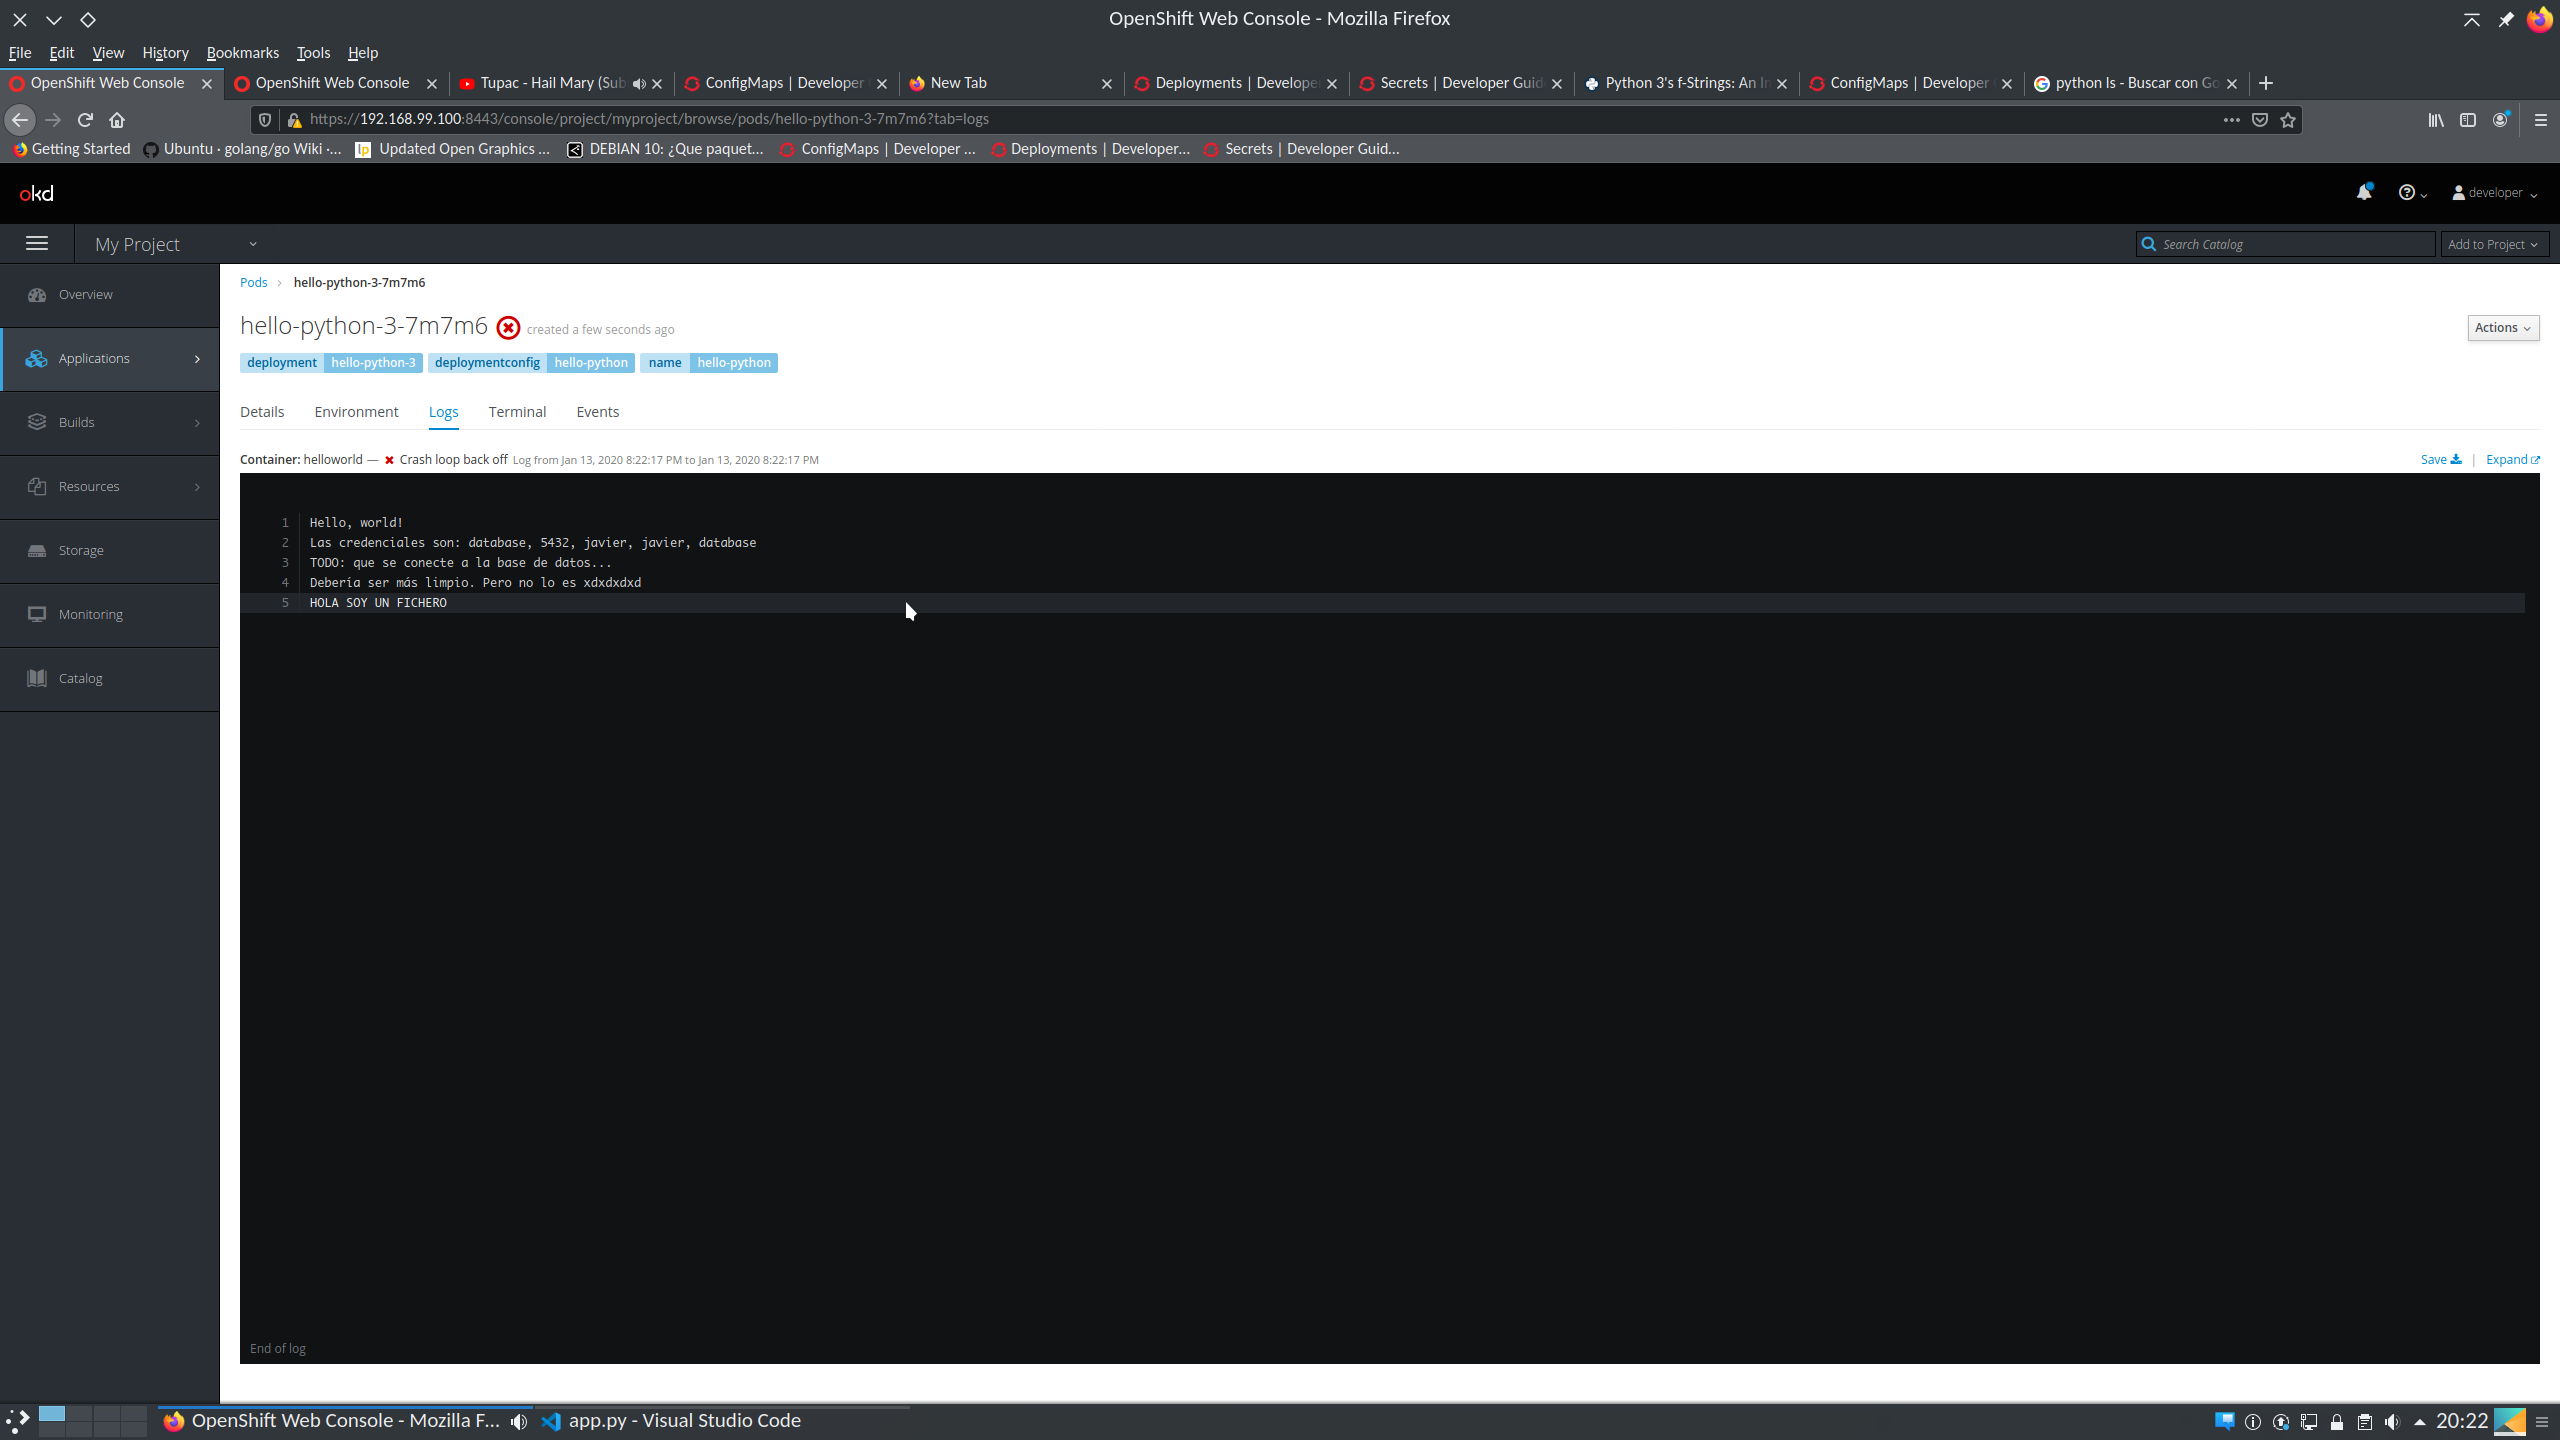 OpenShift Web Console - Mozilla Firefox
File Edit View History Bookmarks Tools Help
OpenShift Web Console OpenShift Web Console Tupac - Hail Mary (Sub ConfigMaps | Developer New Tab Deployments | Develope Secrets | Developer Guid Python 3's f-Strings: An In ConfigMaps | Developer python ls - Buscar con Go
https://192.168.99.100:8443/console/project/myproject/browse/pods/hello-python-3-7m7m6?tab=logs
Getting Started Ubuntu · golang/go Wiki ·... Updated Open Graphics ... DEBIAN 10: ¿Que paquet... ConfigMaps | Developer ... Deployments | Developer... Secrets | Developer Guid...
okd developer
My Project Search Catalog Add to Project
Overview
Applications
Builds
Resources
Storage
Monitoring
Catalog
Pods hello-python-3-7m7m6
hello-python-3-7m7m6 created a few seconds ago Actions
deployment hello-python-3 deploymentconfig hello-python name hello-python
Details Environment Logs Terminal Events
Container: helloworld — Crash loop back off Log from Jan 13, 2020 8:22:17 PM to Jan 13, 2020 8:22:17 PM Save | Expand
1 Hello, world!
2 Las credenciales son: database, 5432, javier, javier, database
3 TODO: que se conecte a la base de datos...
4 Debería ser más limpio. Pero no lo es xdxdxdxd
5 HOLA SOY UN FICHERO
End of log
OpenShift Web Console - Mozilla F... app.py - Visual Studio Code 20:22